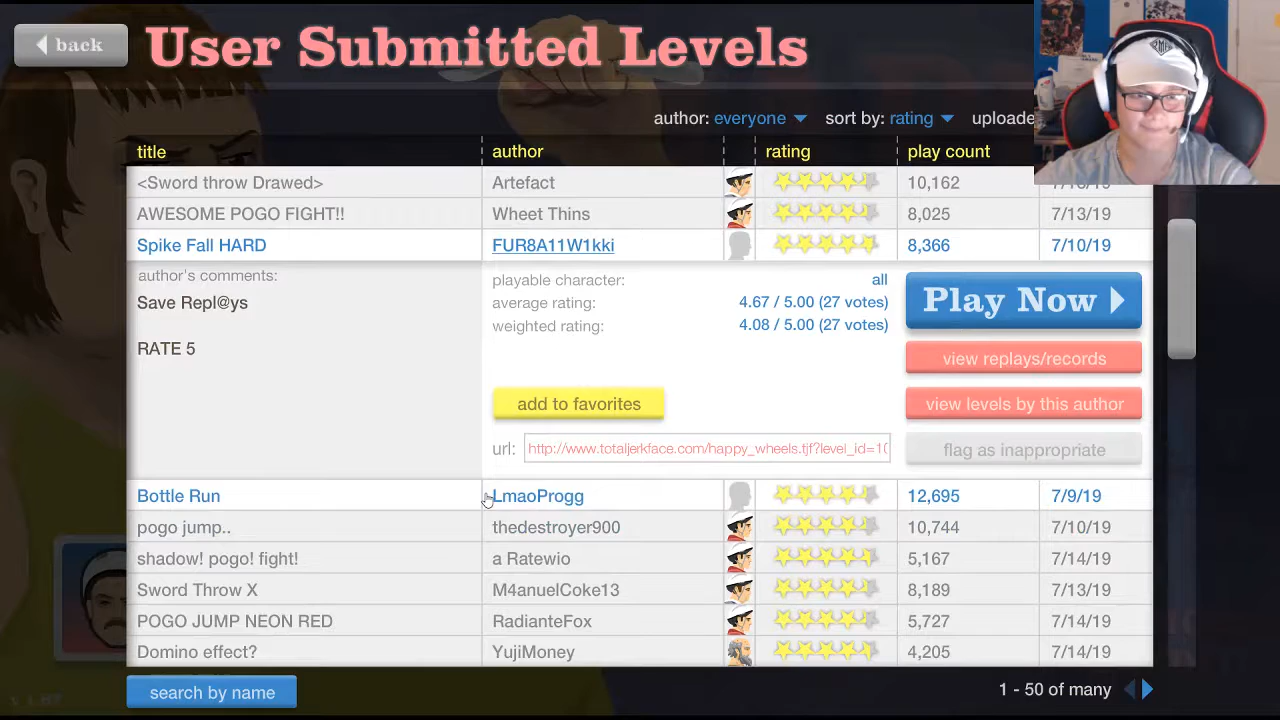 back
User Submitted Levels
author: everyone sort by: rating
title author rating play count
<Sword throw Drawed> Artefact 10,162
AWESOME POGO FIGHT!! Wheet Thins 8,025 7/13/19
Spike Fall HARD FUR8A11W1kki 8,366 7/10/19
author's comments:
Save Repl@ys
RATE 5
playable character: all
average rating: 4.67 / 5.00 (27 votes)
weighted rating: 4.08 / 5.00 (27 votes)
add to favorites
url: http://www.totaljerkface.com/happy_wheels.tjf?level_id=1(
Play Now
view replays/records
view levels by this author
flag as inappropriate
Bottle Run LmaoProgg 12,695 7/9/19
pogo jump.. thedestroyer900 10,744 7/10/19
shadow! pogo! fight! a Ratewio 5,167 7/14/19
Sword Throw X M4anuelCoke13 8,189 7/13/19
POGO JUMP NEON RED RadianteFox 5,727 7/14/19
Domino effect? YujiMoney 4,205 7/14/19
search by name
1 - 50 of many